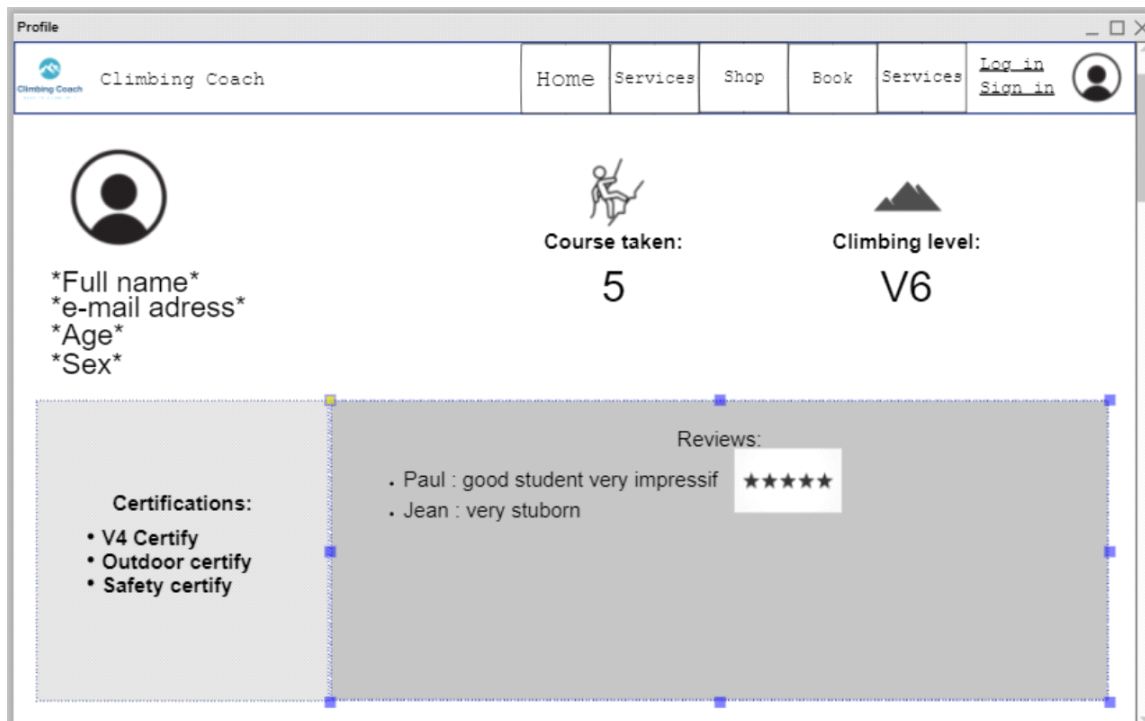 Profile
Climbing Coach
Climbing Coach
Home
Services
Shop
Book
Services
Log in
Sign in
Course taken:
5
Climbing level:
V6
*Full name*
*e-mail adress*
*Age*
*Sex*
Certifications:
• V4 Certify
• Outdoor certify
• Safety certify
Reviews:
• Paul : good student very impressif ★★★★★
• Jean : very stuborn